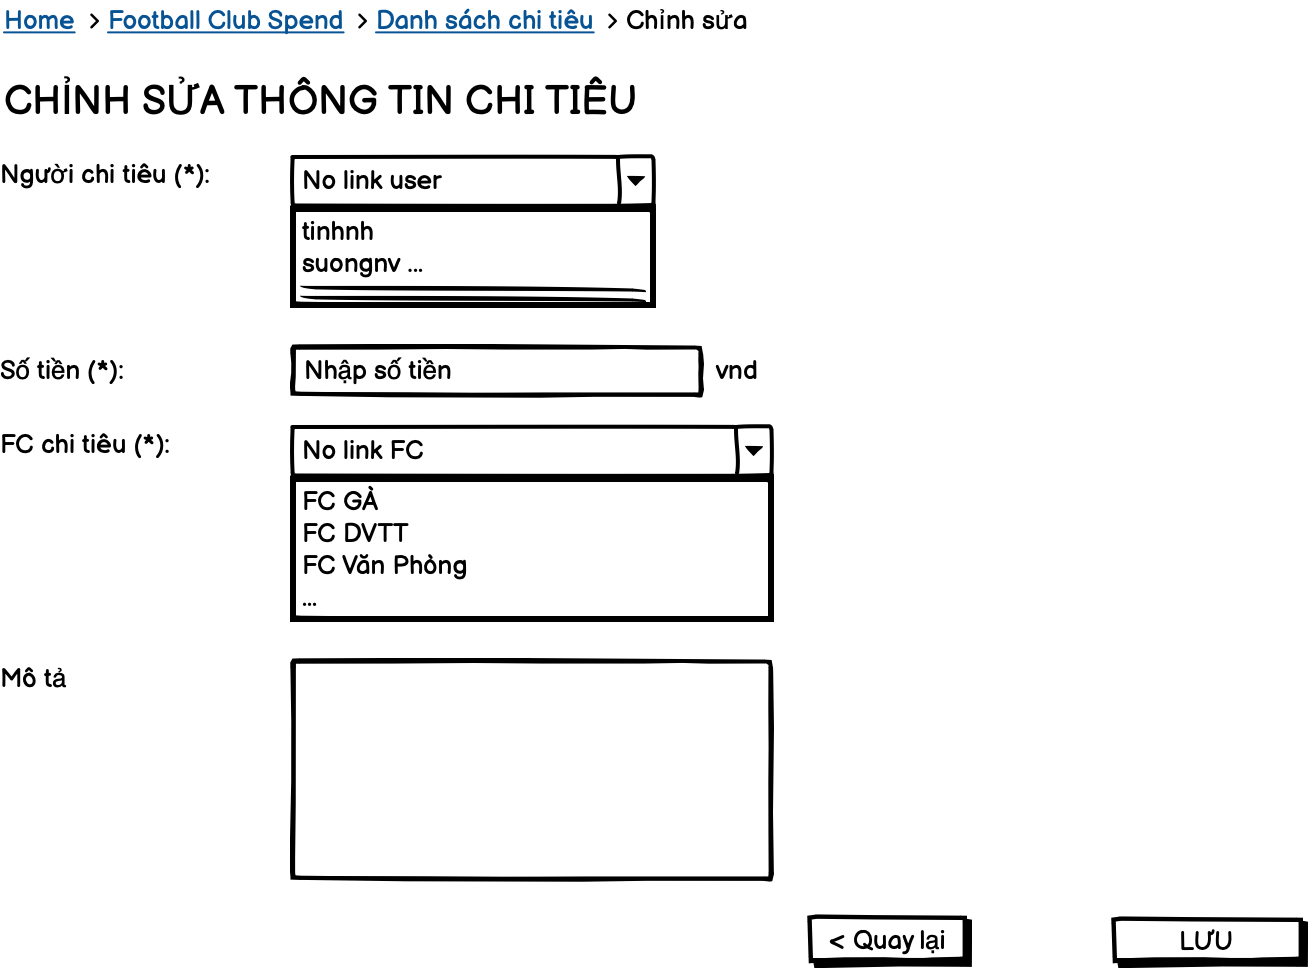 Home > Football Club Spend > Danh sách chi tiêu > Chỉnh sửa
CHỈNH SỬA THÔNG TIN CHI TIÊU
Người chi tiêu (*):
No link user
tinhnh
suongnv ...
Số tiền (*):
Nhập số tiền
vnd
FC chi tiêu (*):
No link FC
FC GÀ
FC DVTT
FC Văn Phòng
...
Mô tả
< Quay lại
LƯU